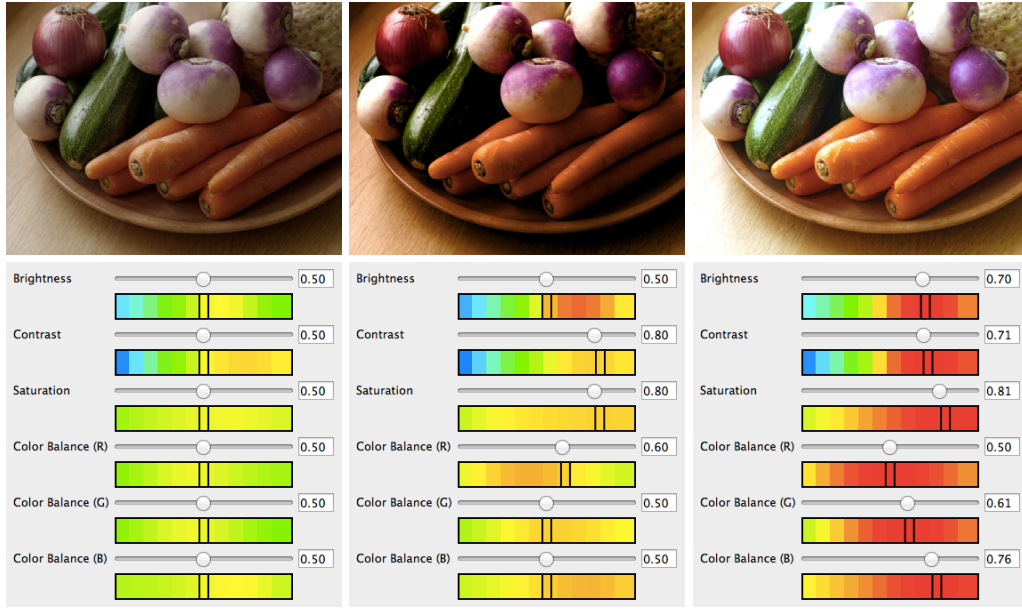 Brightness 0.50
Contrast 0.50
Saturation 0.50
Color Balance (R) 0.50
Color Balance (G) 0.50
Color Balance (B) 0.50
Brightness 0.50
Contrast 0.80
Saturation 0.80
Color Balance (R) 0.60
Color Balance (G) 0.50
Color Balance (B) 0.50
Brightness 0.70
Contrast 0.71
Saturation 0.81
Color Balance (R) 0.50
Color Balance (G) 0.61
Color Balance (B) 0.76